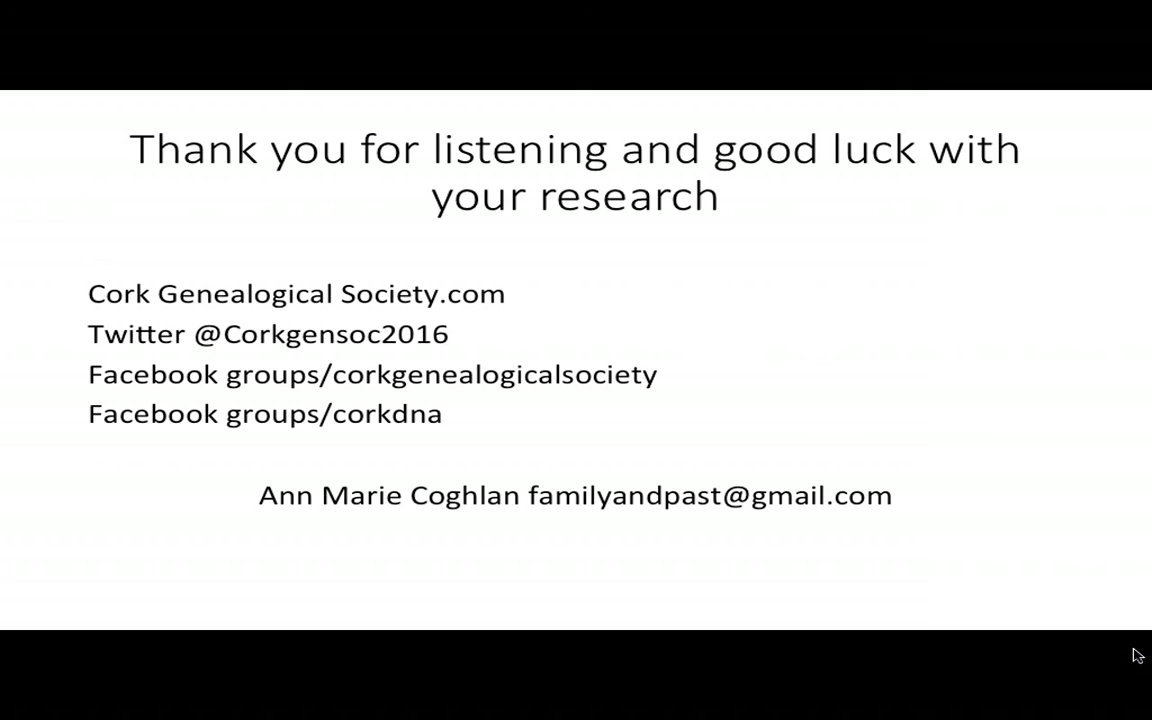 Thank you for listening and good luck with
your research
Cork Genealogical Society.com
Twitter @Corkgensoc2016
Facebook groups/corkgenealogicalsociety
Facebook groups/corkdna
Ann Marie Coghlan familyandpast@gmail.com